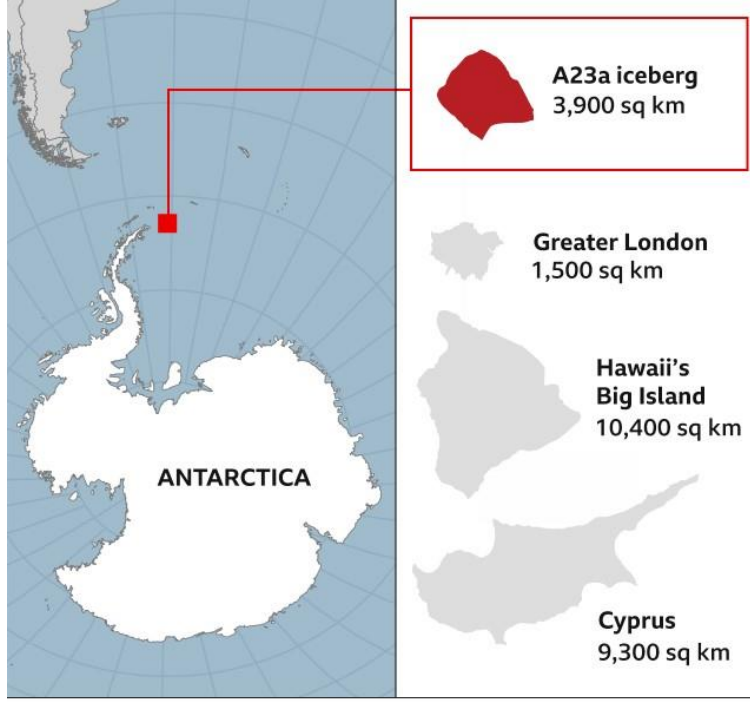 A23a iceberg
3,900 sq km
Greater London
1,500 sq km
Hawaii's
Big Island
10,400 sq km
ANTARCTICA
Cyprus
9,300 sq km